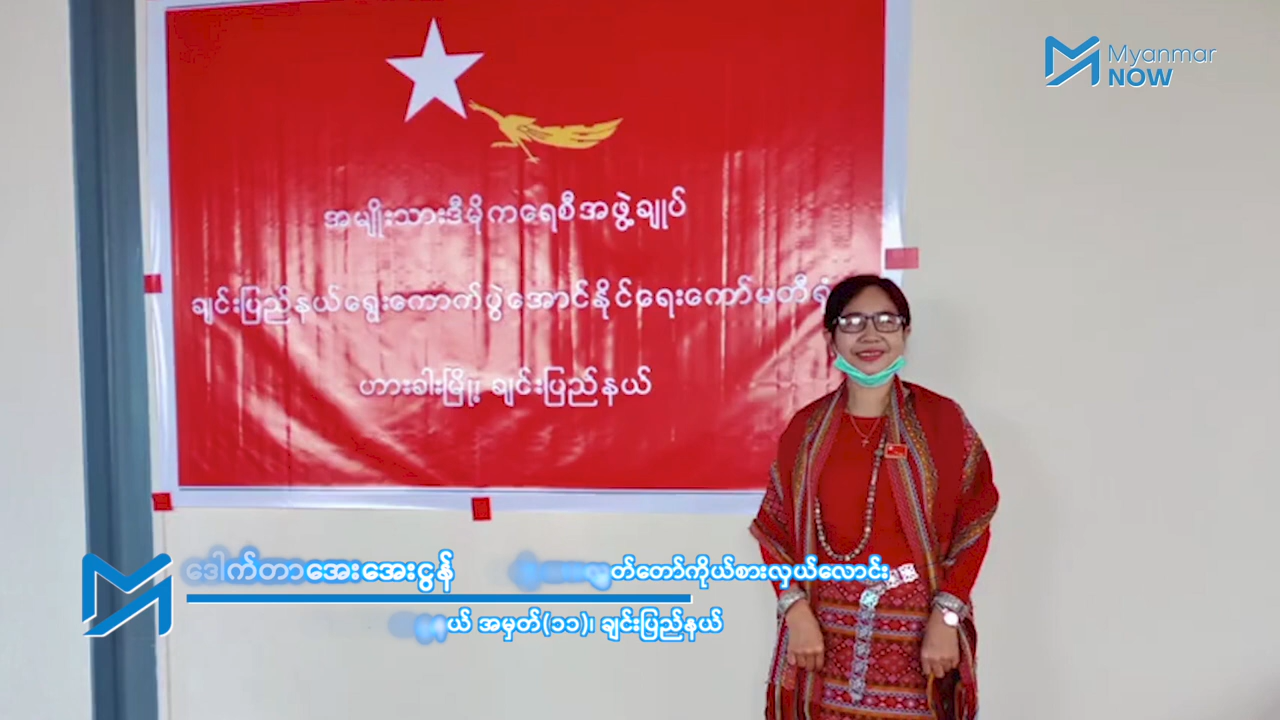 Myanmar
NOW
အမျိုးသားဒီမိုကရေစီအဖွဲ့ချုပ်
ချင်းပြည်နယ်ရွေးကောက်ပွဲအောင်နိုင်ရေးကော်မတီရုံး
ဟားခါးမြို့၊ ချင်းပြည်နယ်
ဒေါက်တာအေးအေးငွန်
လွှတ်တော်ကိုယ်စားလှယ်လောင်း၊
အမှတ်(၁၁)၊ ချင်းပြည်နယ်